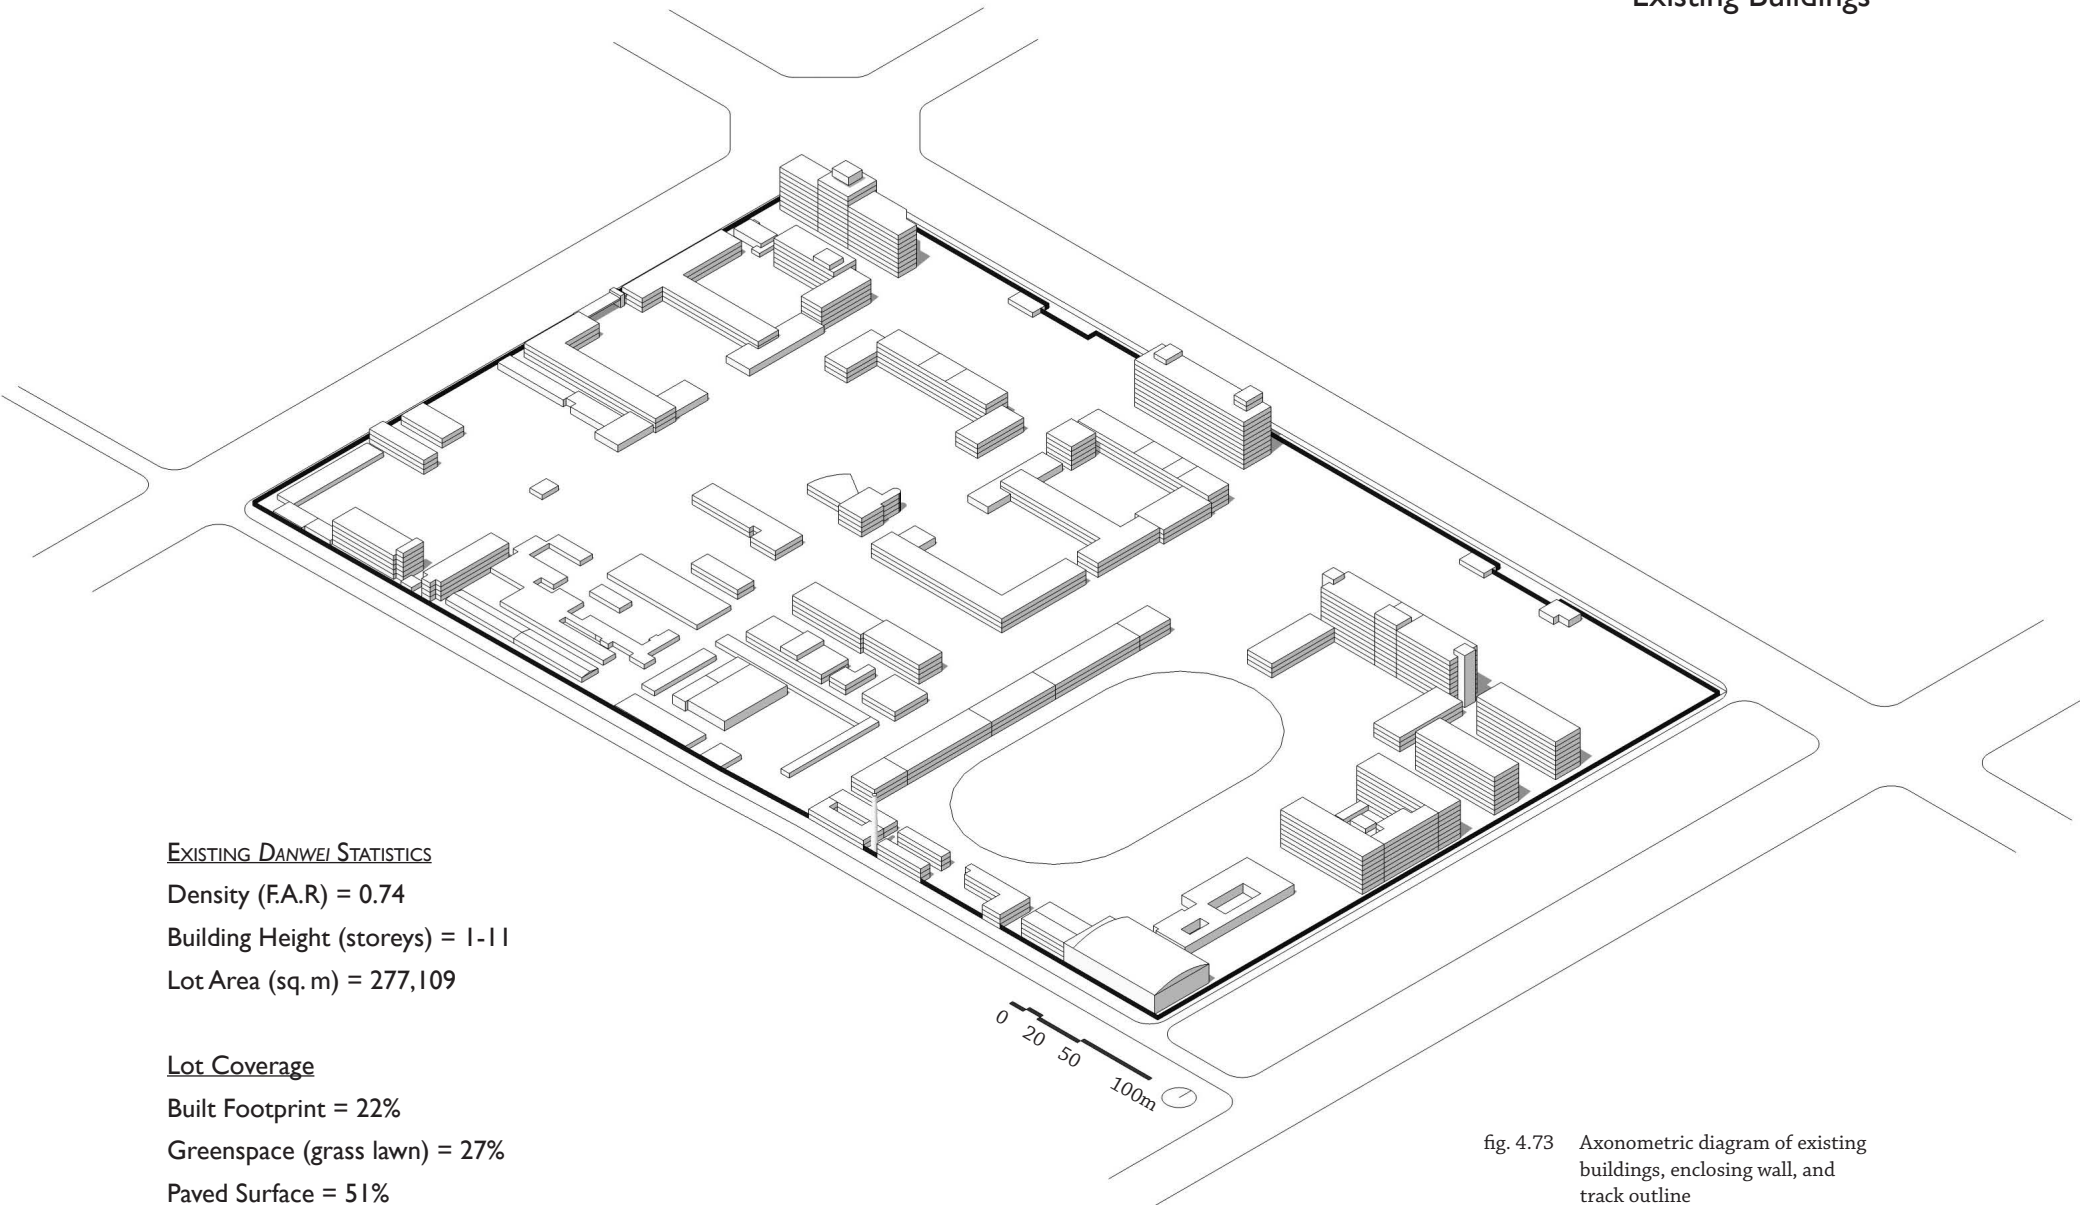 Existing Buildings
EXISTING DANWEI STATISTICS
Density (F.A.R) = 0.74
Building Height (storeys) = 1-11
Lot Area (sq. m) = 277,109
Lot Coverage
Built Footprint = 22%
Greenspace (grass lawn) = 27%
Paved Surface = 51%
0 20 50 100m
fig. 4.73 Axonometric diagram of existing
buildings, enclosing wall, and
track outline